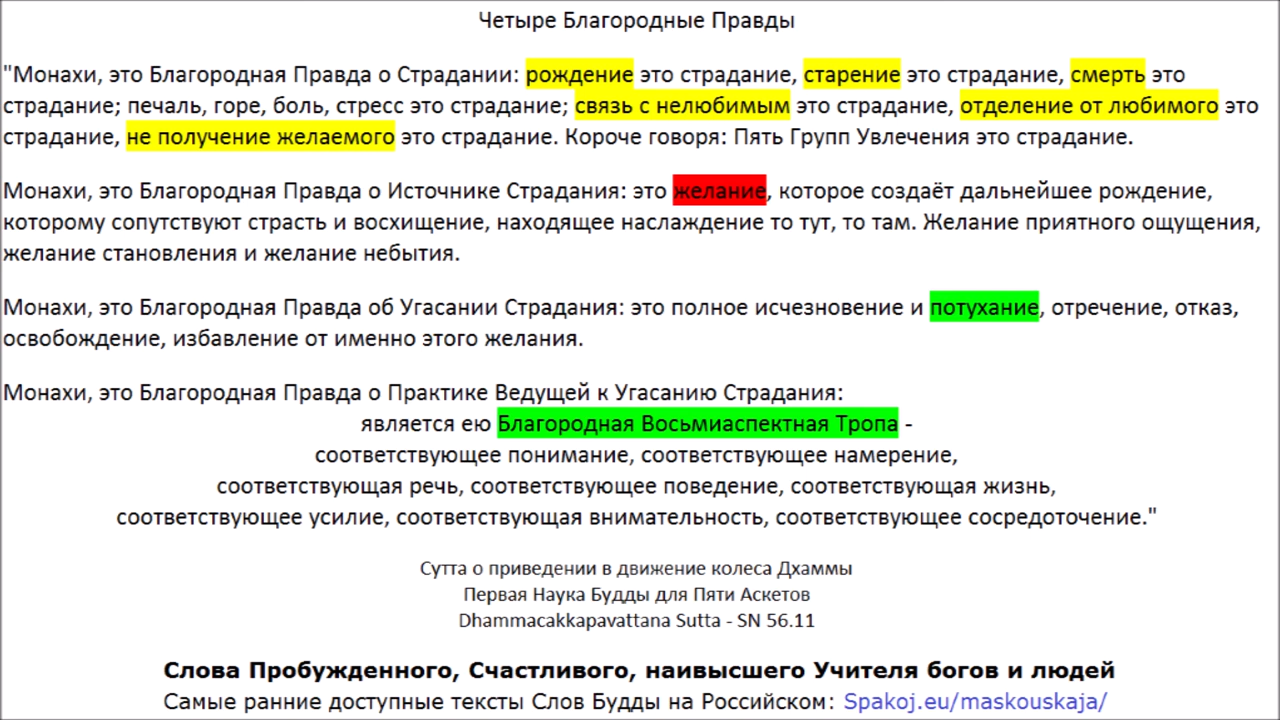 Четыре Благородные Правды
"Монахи, это Благородная Правда о Страдании: рождение это страдание, старение это страдание, смерть это
страдание; печаль, горе, боль, стресс это страдание; связь с нелюбимым это страдание, отделение от любимого это
страдание, не получение желаемого это страдание. Короче говоря: Пять Групп Увлечения это страдание.
Монахи, это Благородная Правда о Источнике Страдания: это желание, которое создаёт дальнейшее рождение,
которому сопутствуют страсть и восхищение, находящее наслаждение то тут, то там. Желание приятного ощущения,
желание становления и желание небытия.
Монахи, это Благородная Правда об Угасании Страдания: это полное исчезновение и потухание, отречение, отказ,
освобождение, избавление от именно этого желания.
Монахи, это Благородная Правда о Практике Ведущей к Угасанию Страдания:
является ею Благородная Восьмиаспектная Тропа -
соответствующее понимание, соответствующее намерение,
соответствующая речь, соответствующее поведение, соответствующая жизнь,
соответствующее усилие, соответствующая внимательность, соответствующее сосредоточение."
Сутта о приведении в движение колеса Дхаммы
Первая Наука Будды для Пяти Аскетов
Dhammacakkapavattana Sutta - SN 56.11
Слова Пробужденного, Счастливого, наивысшего Учителя богов и людей
Самые ранние доступные тексты Слов Будды на Российском: Spakoj.eu/maskouskaja/